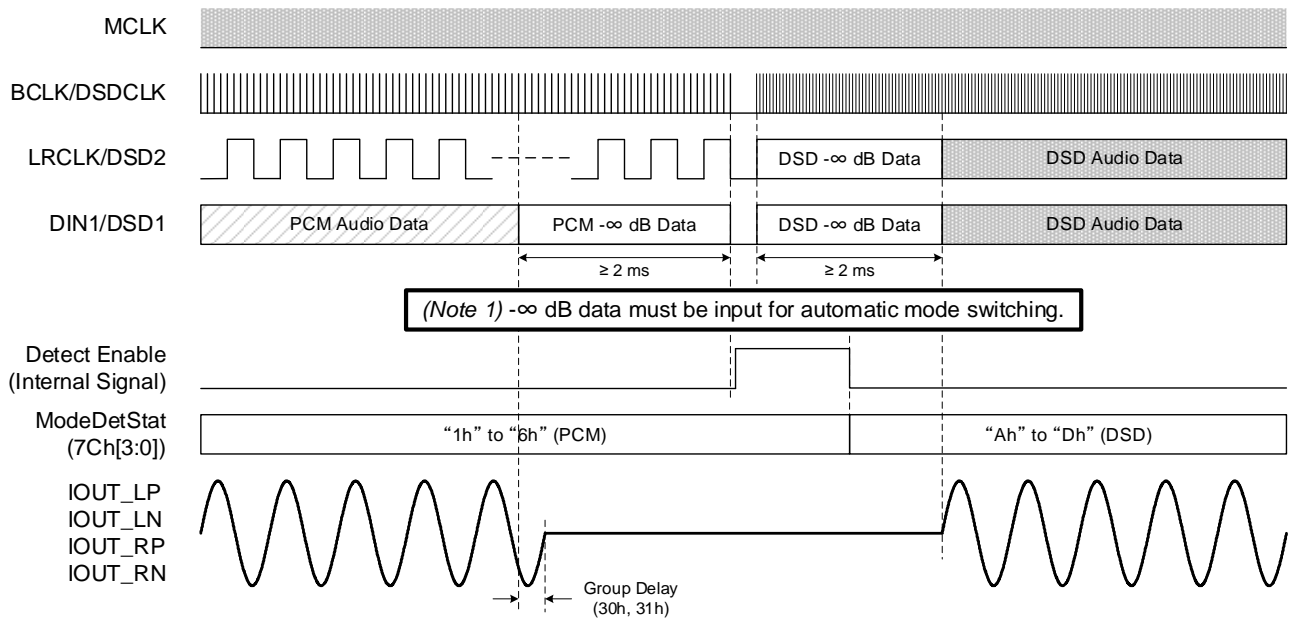 MCLK
BCLK/DSDCLK
LRCLK/DSD2
DSD -∞ dB Data
DSD Audio Data
DIN1/DSD1
PCM Audio Data
PCM -∞ dB Data
DSD -∞ dB Data
DSD Audio Data
≥ 2 ms
≥ 2 ms
(Note 1) -∞ dB data must be input for automatic mode switching.
Detect Enable
(Internal Signal)
ModeDetStat
(7Ch[3:0])
“1h” to “6h” (PCM)
“Ah” to “Dh” (DSD)
IOUT_LP
IOUT_LN
IOUT_RP
IOUT_RN
Group Delay
(30h, 31h)